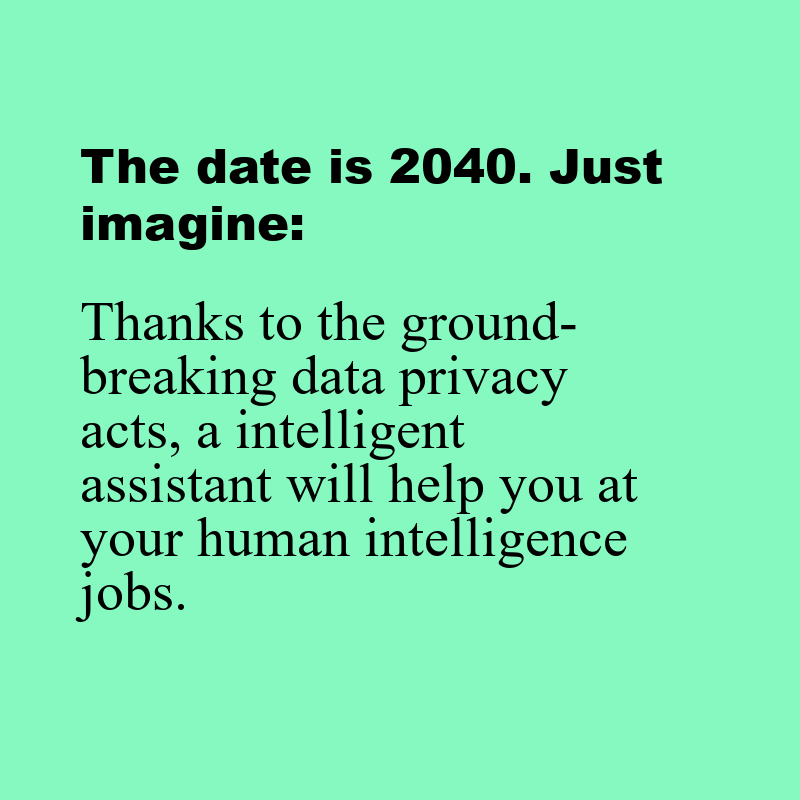 The date is 2040. Just
imagine:
Thanks to the ground-
breaking data privacy
acts, a intelligent
assistant will help you at
your human intelligence
jobs.